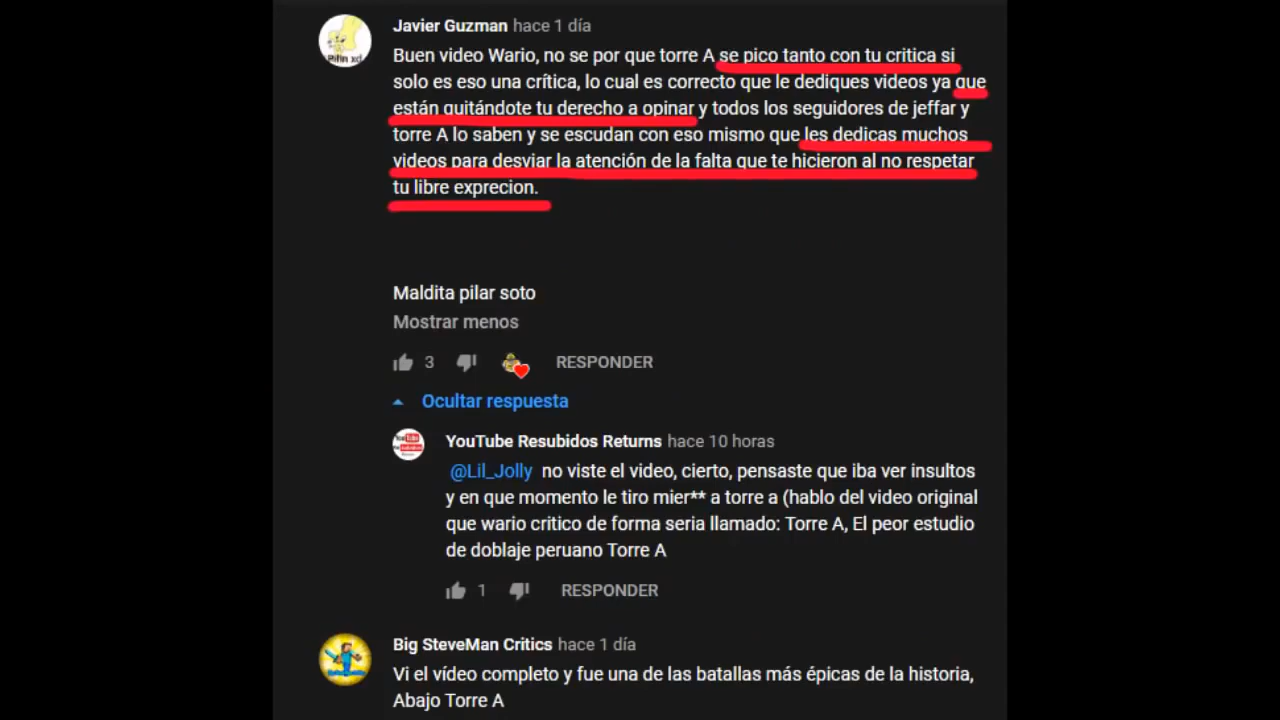 Javier Guzman hace 1 día
Buen video Wario, no se por que torre A se pico tanto con tu critica si
solo es eso una crítica, lo cual es correcto que le dediques videos ya que
están quitándote tu derecho a opinar y todos los seguidores de jeffar y
torre A lo saben y se escudan con eso mismo que les dedicas muchos
videos para desviar la atención de la falta que te hicieron al no respetar
tu libre exprecion.
Maldita pilar soto
Mostrar menos
3 RESPONDER
Ocultar respuesta
YouTube Resubidos Returns hace 10 horas
@Lil_Jolly no viste el video, cierto, pensaste que iba ver insultos
y en que momento le tiro mier** a torre a (hablo del video original
que wario critico de forma seria llamado: Torre A, El peor estudio
de doblaje peruano Torre A
1 RESPONDER
Big SteveMan Critics hace 1 día
Vi el vídeo completo y fue una de las batallas más épicas de la historia,
Abajo Torre A